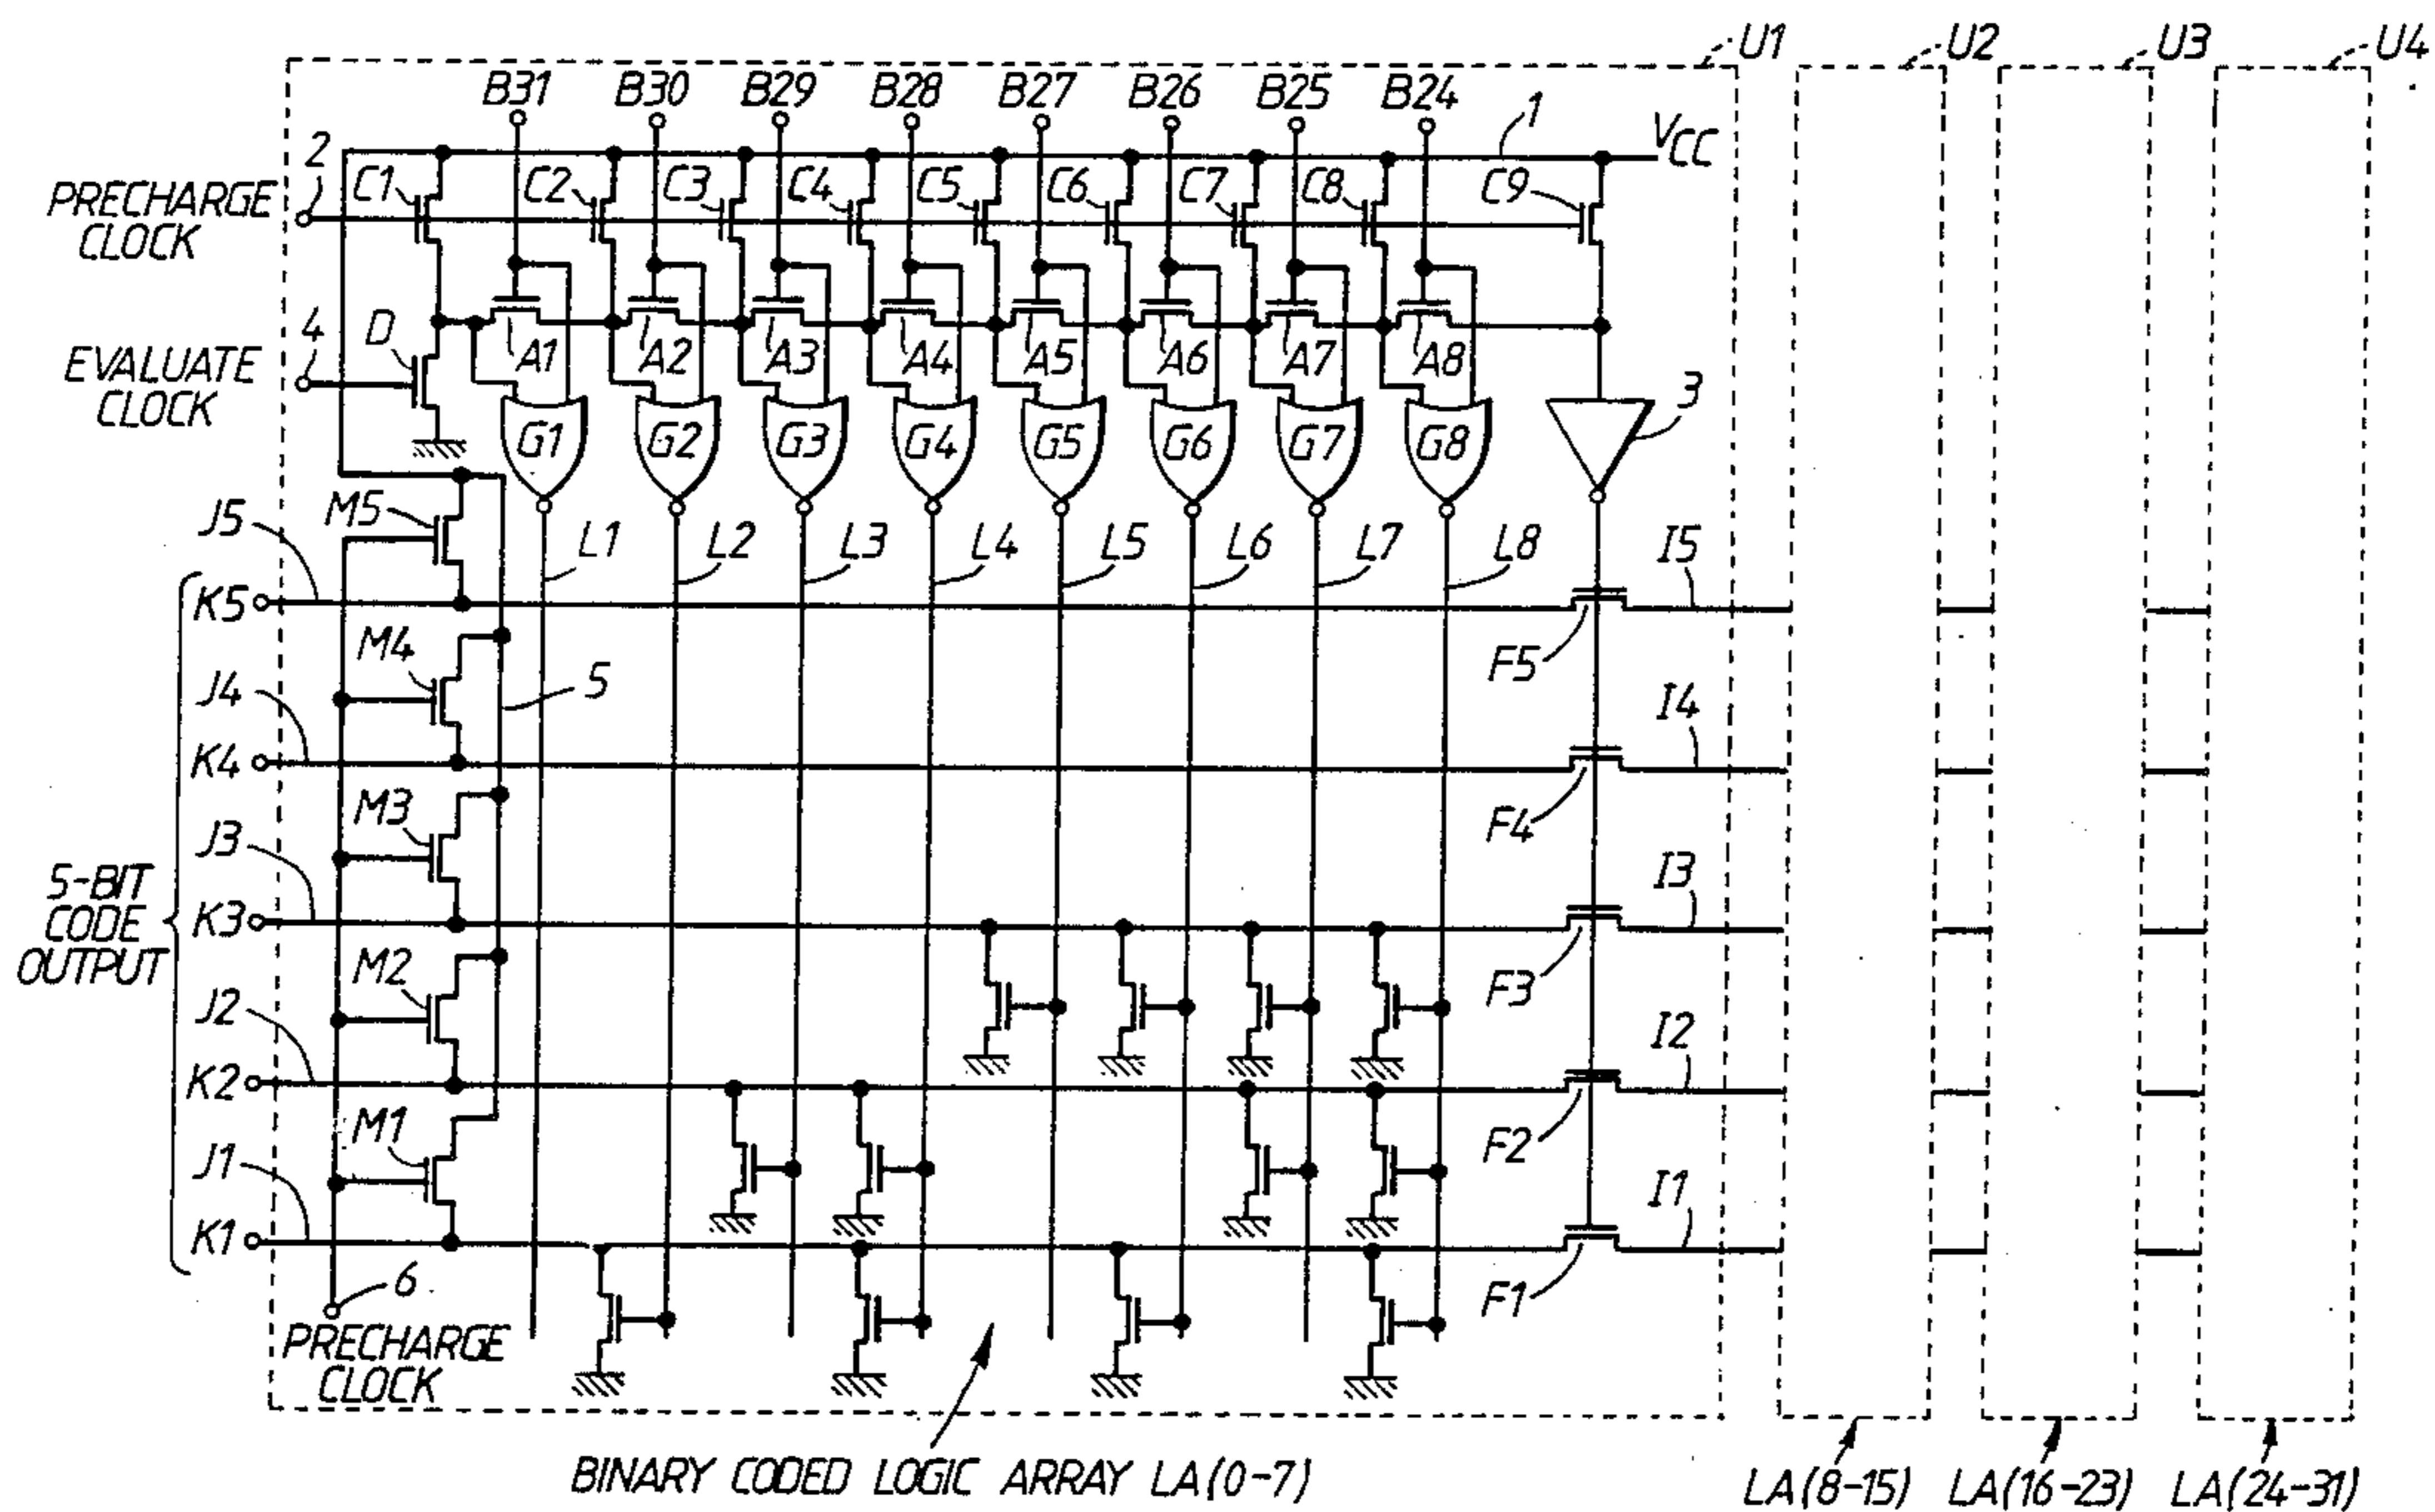 U1 U2 U3 U4
B31 B30 B29 B28 B27 B26 B25 B24
1 VCC
2 C1 C2 C3 C4 C5 C6 C7 C8 C9
PRECHARGE
CLOCK
4 D A1 A2 A3 A4 A5 A6 A7 A8
EVALUATE
CLOCK
3
G1 G2 G3 G4 G5 G6 G7 G8
J5 M5 L1 L2 L3 L4 L5 L6 L7 L8 I5
K5
F5
J4 M4 5 I4
K4
F4
J3 M3 I3
5-BIT
CODE
OUTPUT
K3
F3
J2 M2 I2
K2
F2
J1 M1 I1
K1
F1
6
PRECHARGE
CLOCK
BINARY CODED LOGIC ARRAY LA(0-7)
LA(8-15) LA(16-23) LA(24-31)